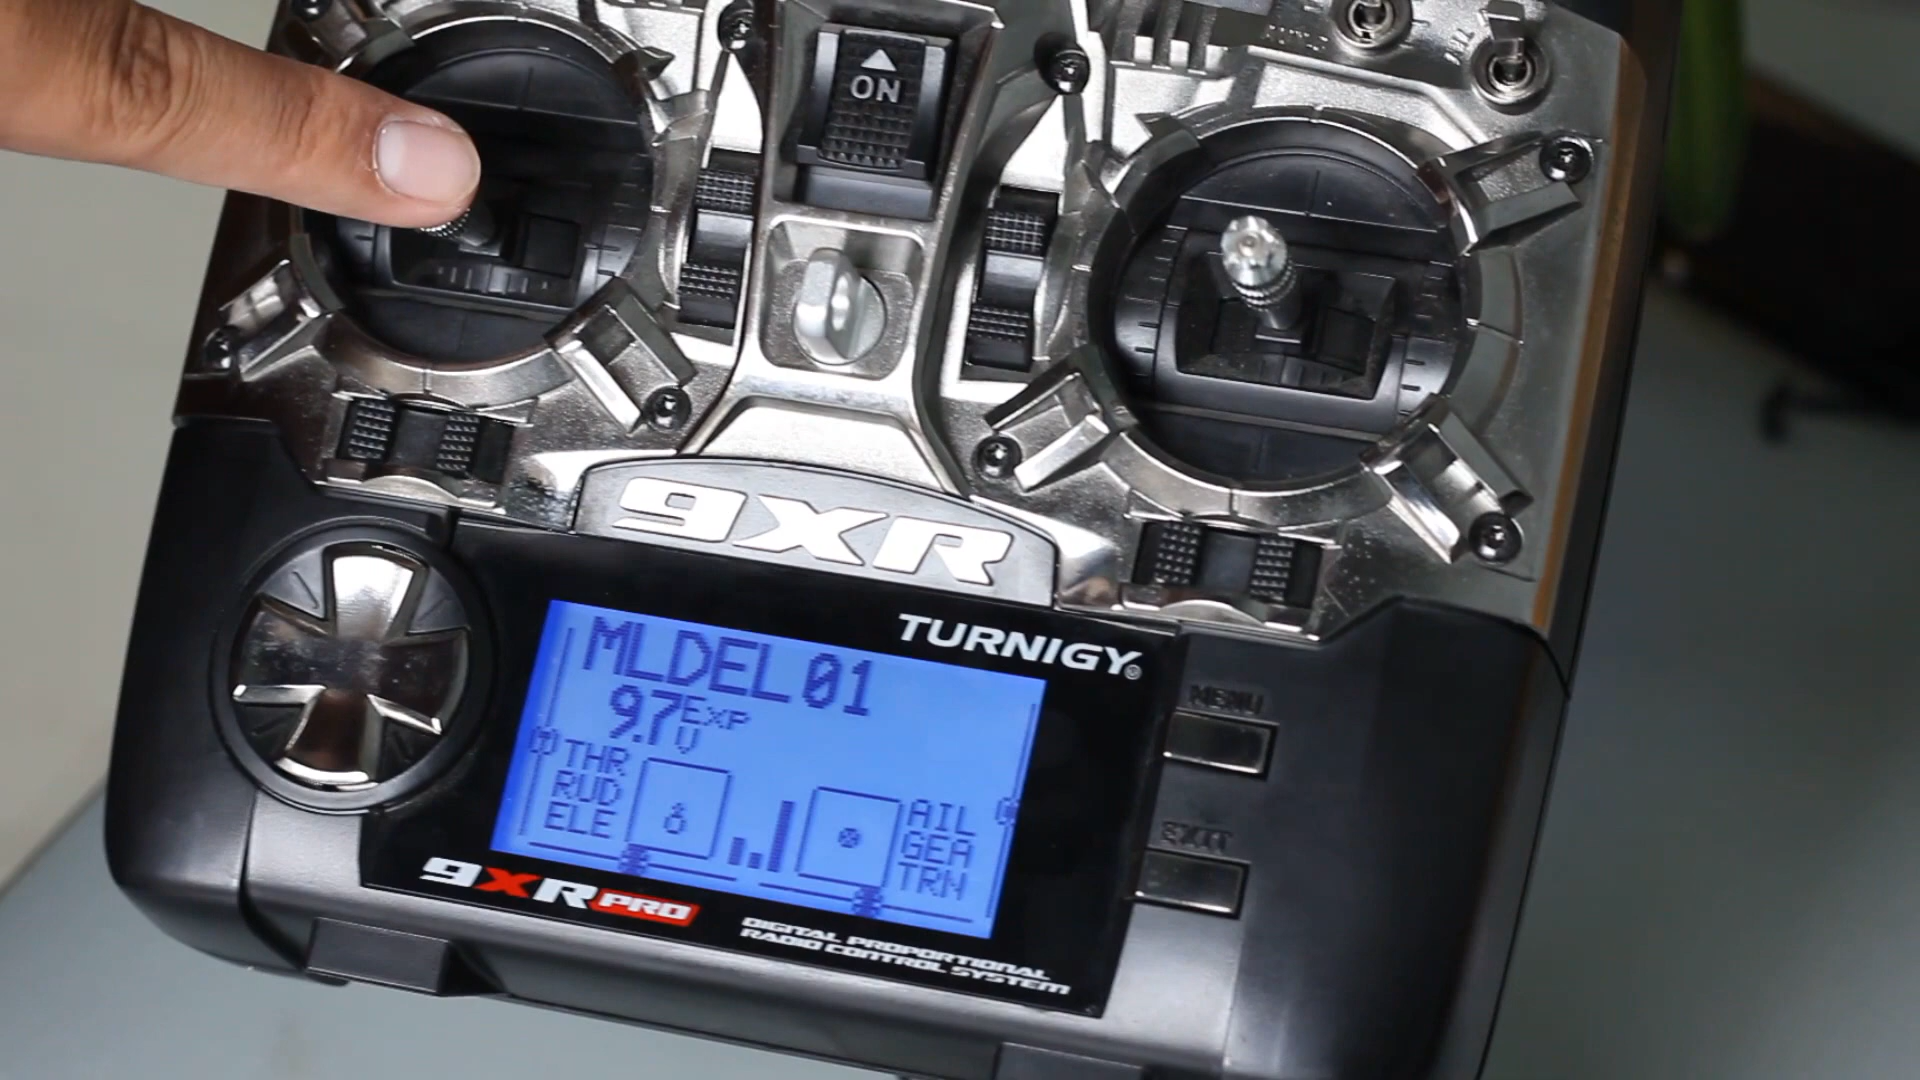 ON
9XR
TURNIGY®
MLDEL01
9.7V EXP
THR
RUD
ELE
AIL
GEA
TRN
MENU
EXIT
9XR PRO
DIGITAL PROPORTIONAL
RADIO CONTROL SYSTEM